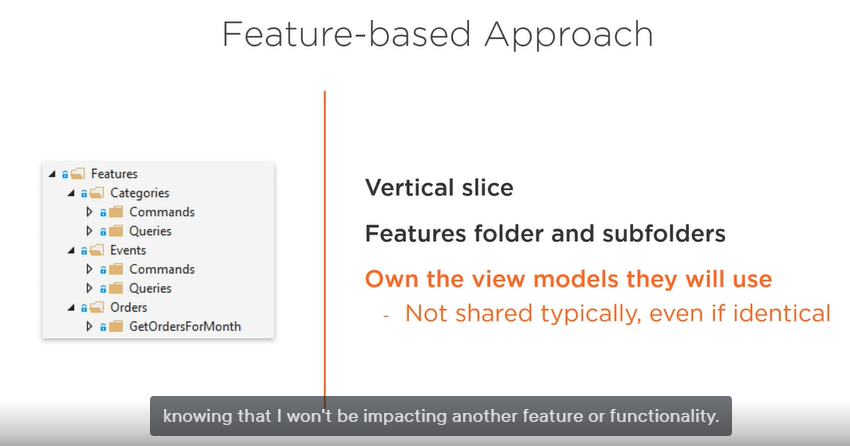 Feature-based Approach
Features
Categories
Commands
Queries
Events
Commands
Queries
Orders
GetOrdersForMonth
Vertical slice
Features folder and subfolders
Own the view models they will use
- Not shared typically, even if identical
knowing that I won't be impacting another feature or functionality.